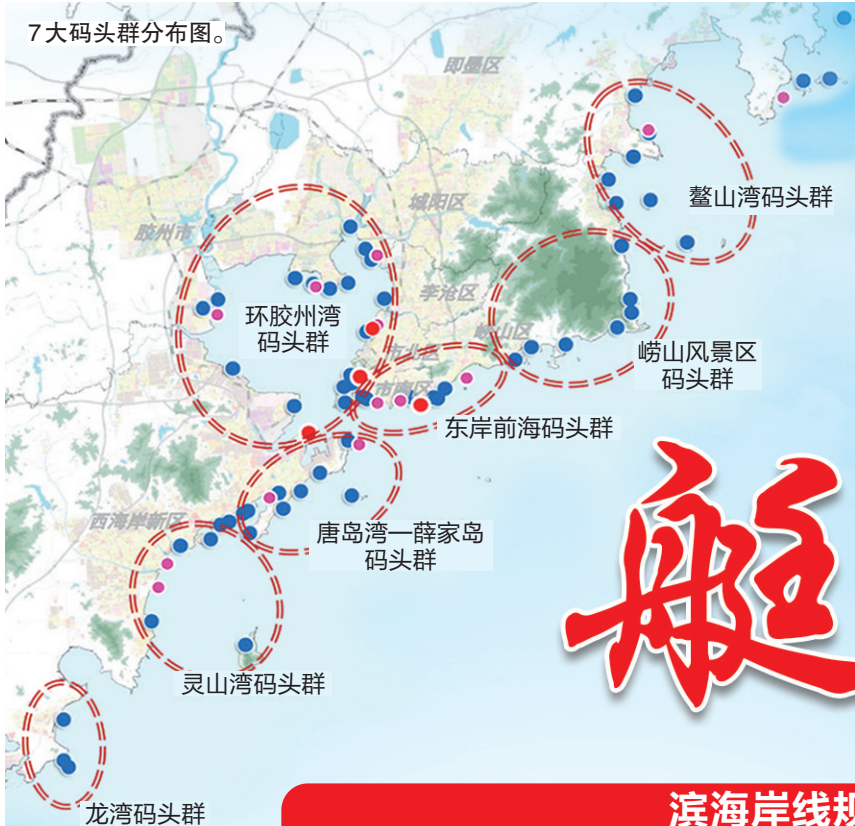 7大码头群分布图。
即墨区
鳌山湾码头群
城阳区
胶州市
李沧区
环胶州湾
码头群
崂山区
市北区
崂山风景区
码头群
市南区
东岸前海码头群
西海岸新区
唐岛湾—薛家岛
码头群
艇
灵山湾码头群
龙湾码头群
滨海岸线规